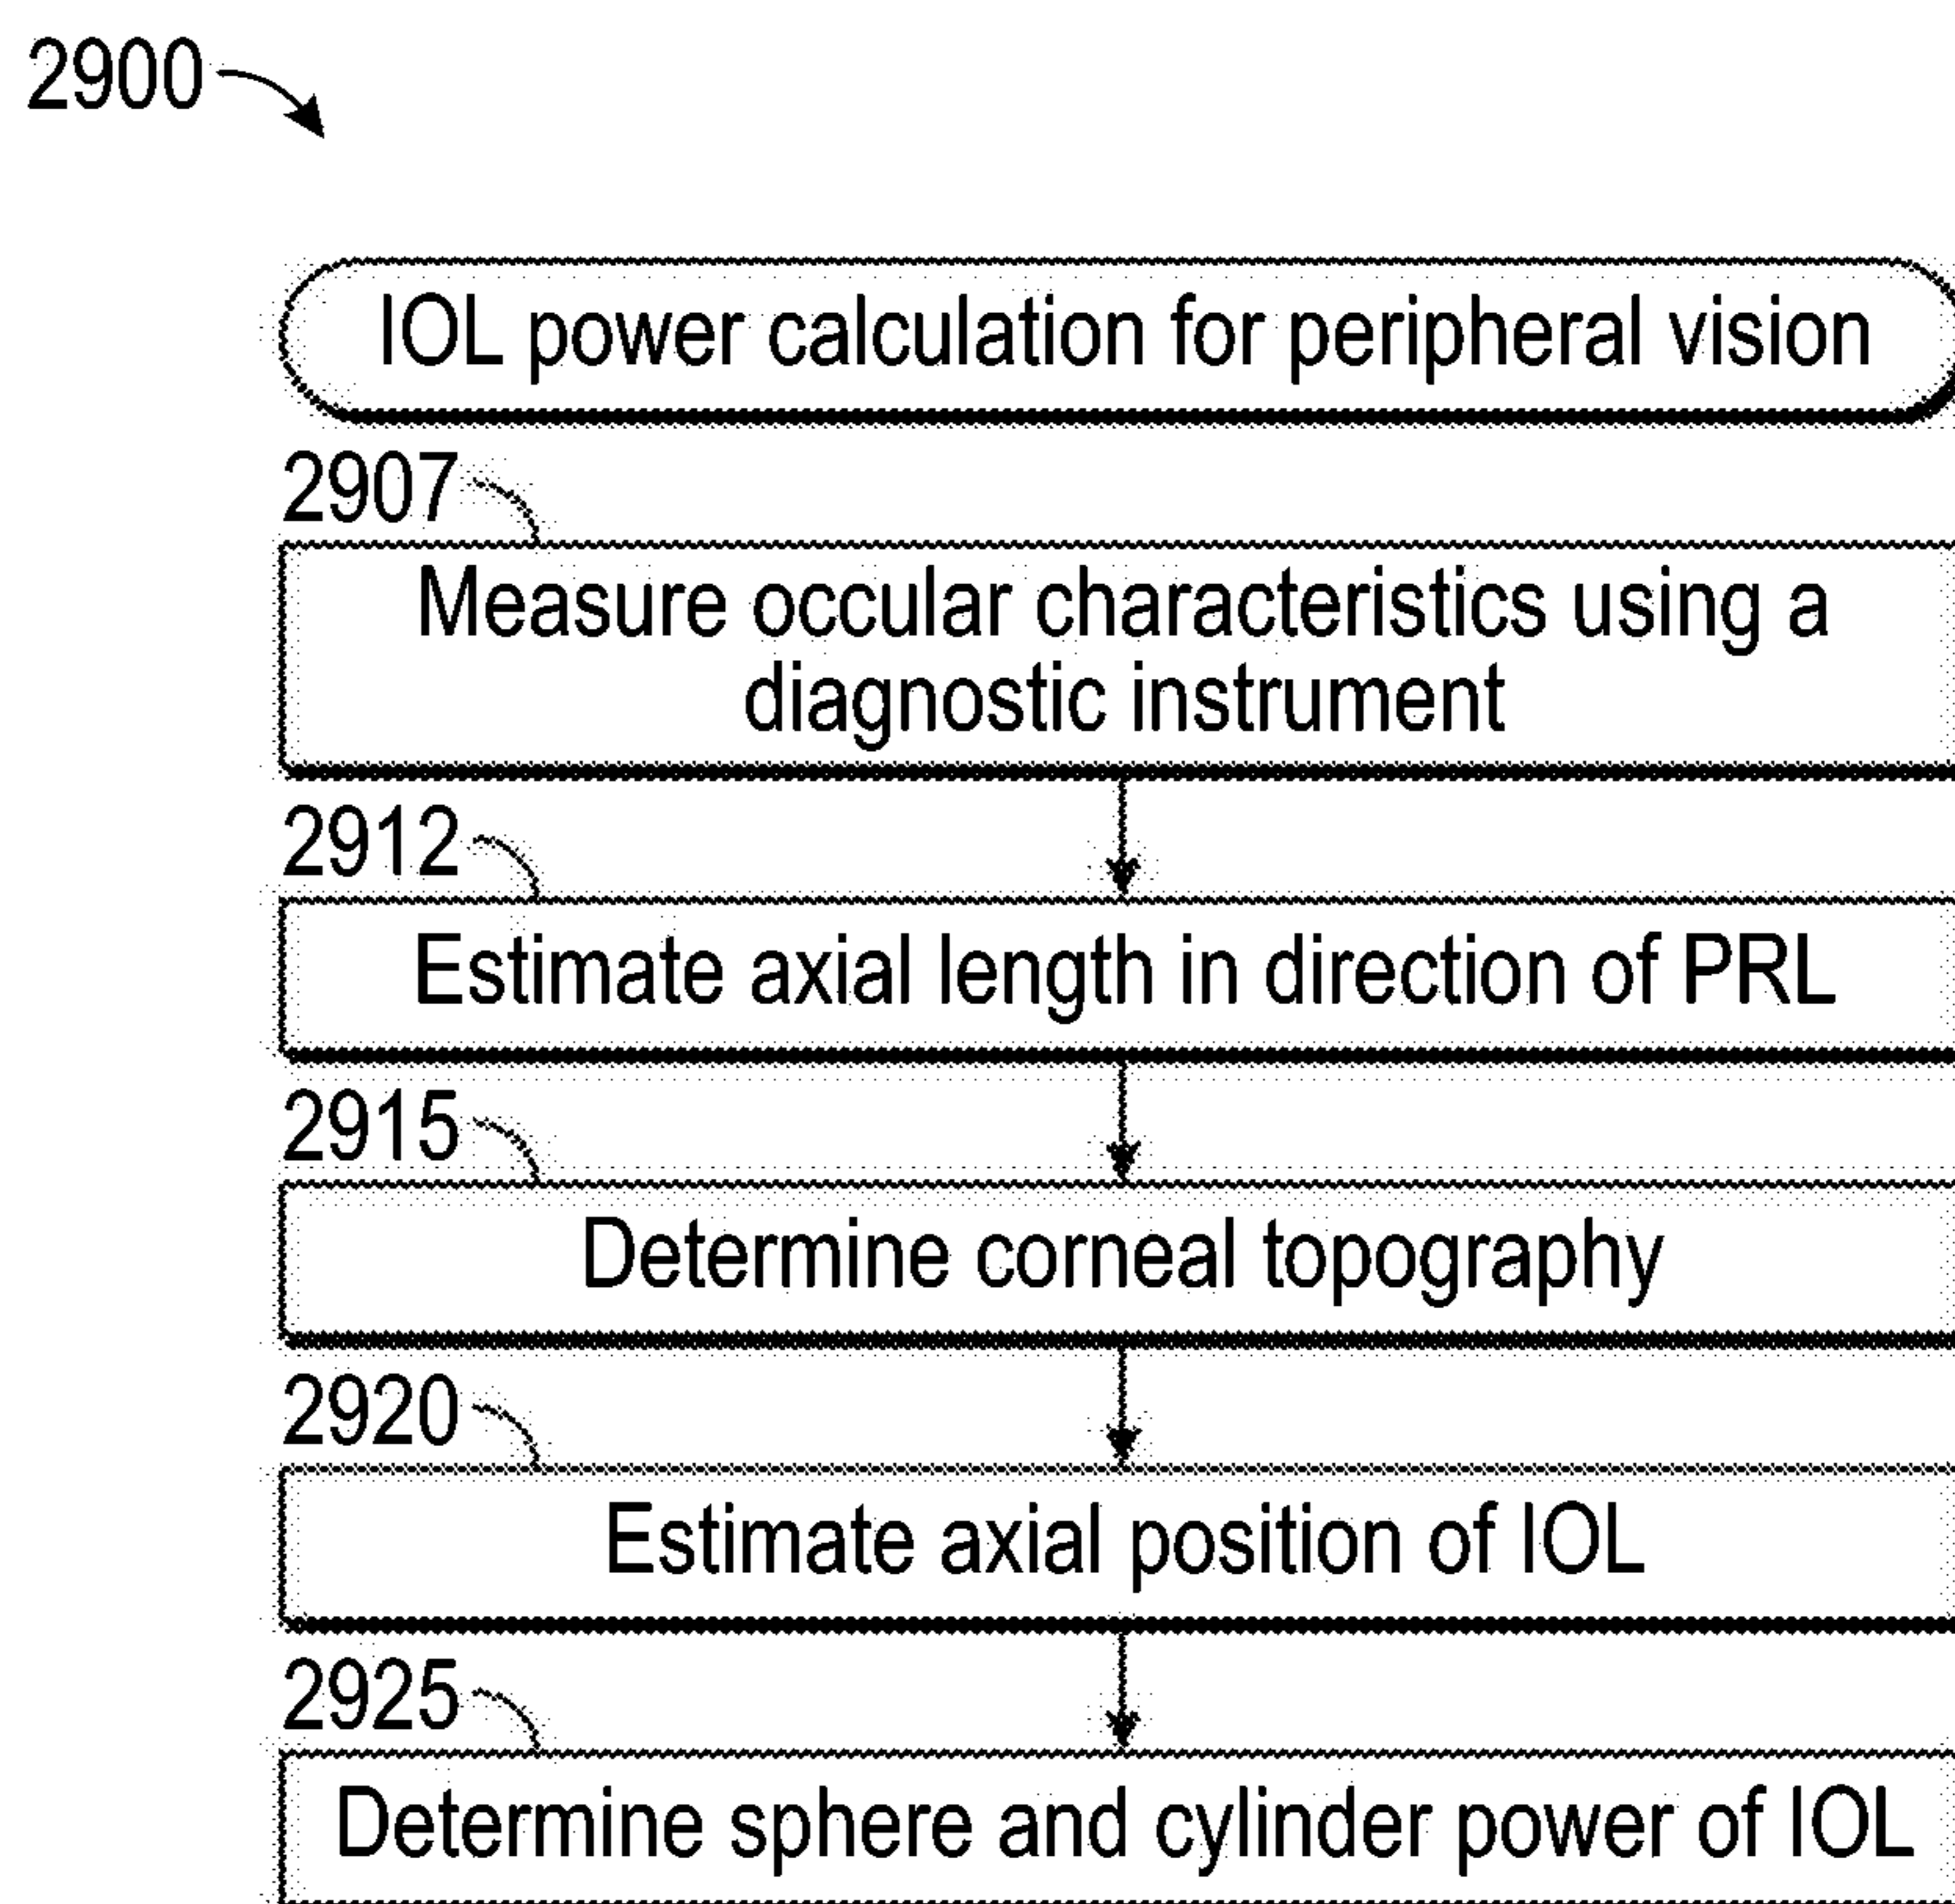 2900
IOL power calculation for peripheral vision
2907
Measure occular characteristics using a
diagnostic instrument
2912
Estimate axial length in direction of PRL
2915
Determine corneal topography
2920
Estimate axial position of IOL
2925
Determine sphere and cylinder power of IOL